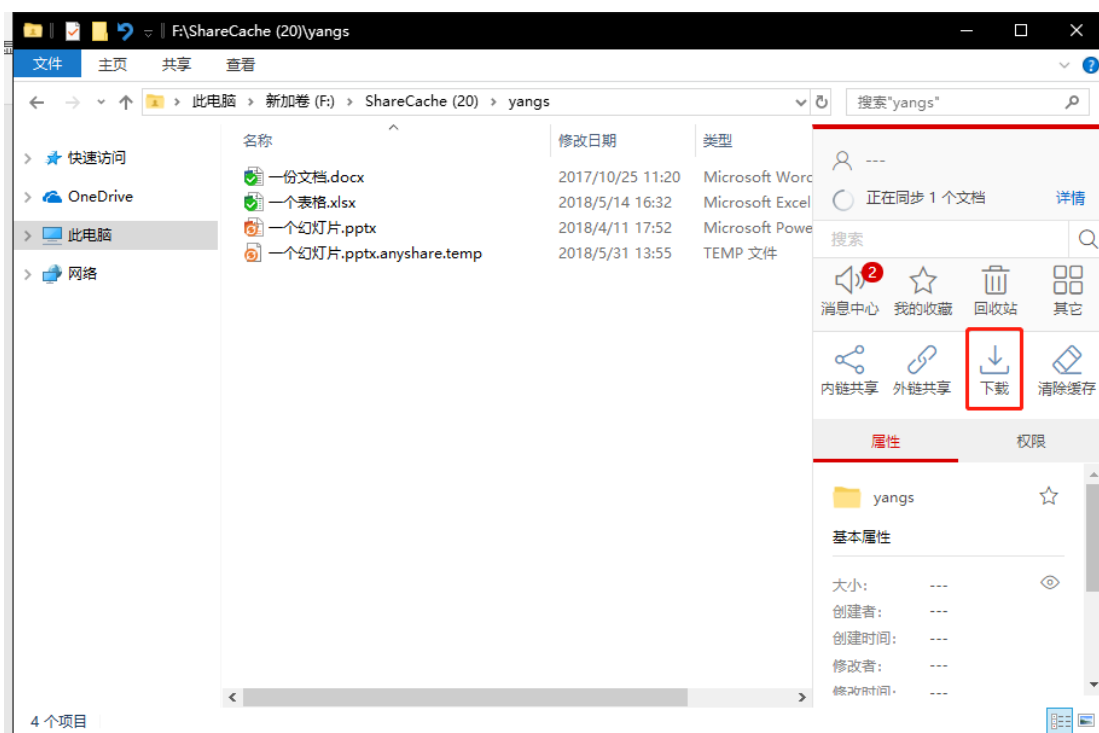 F:\ShareCache (20)\yangs
文件 主页 共享 查看
此电脑 › 新加卷 (F:) › ShareCache (20) › yangs
搜索"yangs"
快速访问
OneDrive
此电脑
网络
名称 修改日期 类型
一份文档.docx 2017/10/25 11:20 Microsoft Word
一个表格.xlsx 2018/5/14 16:32 Microsoft Excel
一个幻灯片.pptx 2018/4/11 17:52 Microsoft Powe
一个幻灯片.pptx.anyshare.temp 2018/5/31 13:55 TEMP 文件
---
正在同步 1 个文档 详情
搜索
2
消息中心 我的收藏 回收站 其它
内链共享 外链共享 下载 清除缓存
属性 权限
yangs
基本属性
大小: ---
创建者: ---
创建时间: ---
修改者: ---
修改时间: ---
4 个项目